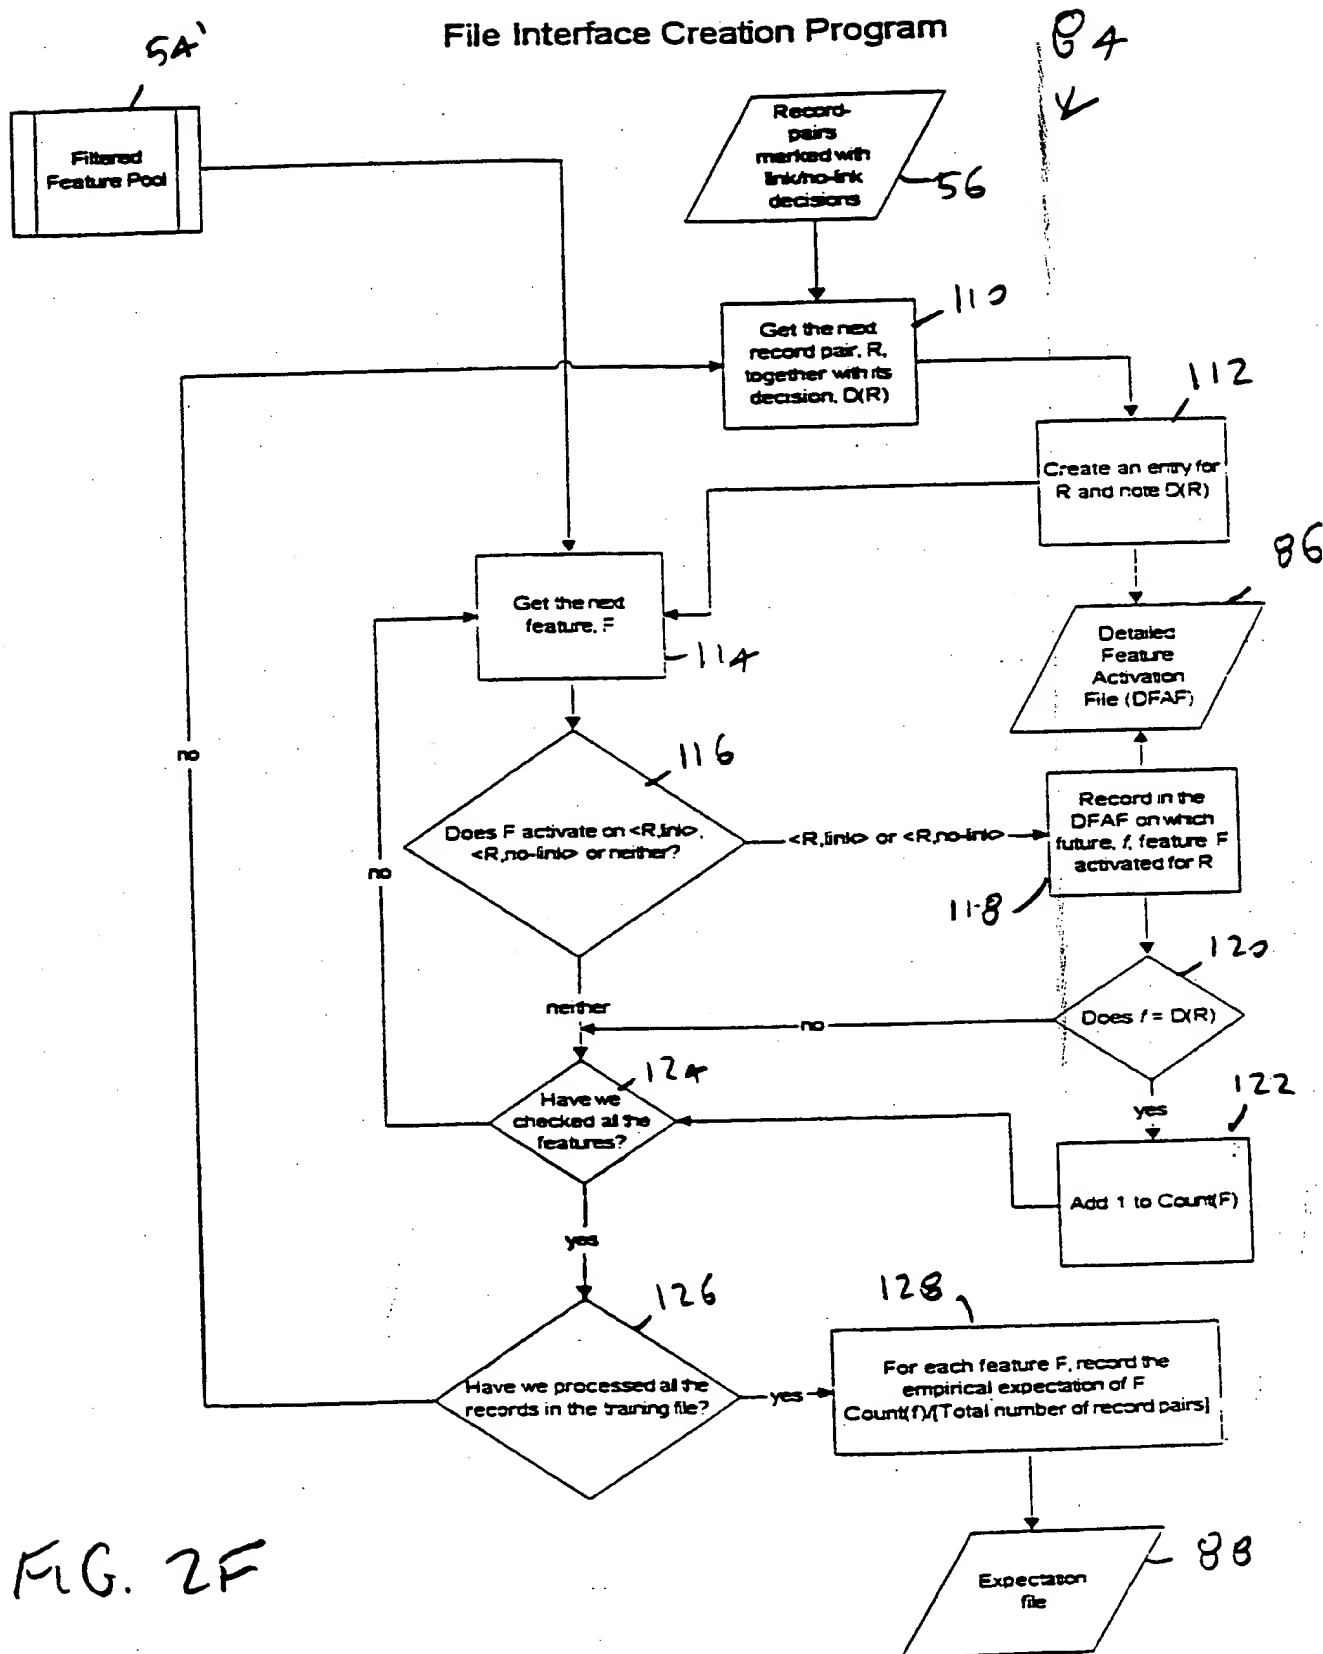 File Interface Creation Program
84
54'
Filtered
Feature Pool
Record-
pairs
marked with
link/no-link
decisions
56
110
Get the next
record pair, R,
together with its
decision, D(R)
112
Create an entry for
R and note D(R)
86
Get the next
feature, F
114
Detailed
Feature
Activation
File (DFAF)
no
116
Does F activate on <R,link>,
<R,no-link> or neither?
<R,link> or <R,no-link>
Record in the
DFAF on which
future, f, feature F
activated for R
no
118
120
neither
no
Does f = D(R)
124
Have we
checked all the
features?
yes
122
Add 1 to Count(F)
yes
126
128
Have we processed all the
records in the training file?
yes
For each feature F, record the
empirical expectation of F
Count(f)/[Total number of record pairs]
FIG. 2F
Expectation
file
88